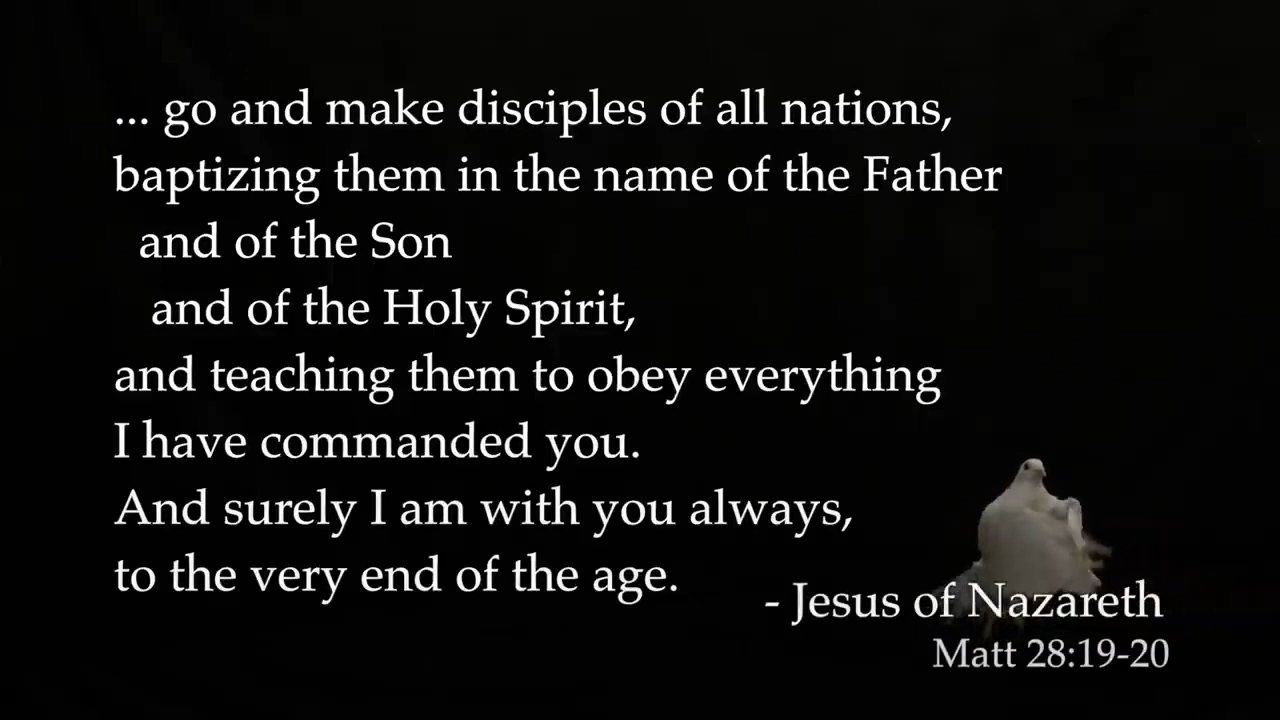 ... go and make disciples of all nations,
baptizing them in the name of the Father
and of the Son
and of the Holy Spirit,
and teaching them to obey everything
I have commanded you.
And surely I am with you always,
to the very end of the age.
- Jesus of Nazareth
Matt 28:19-20